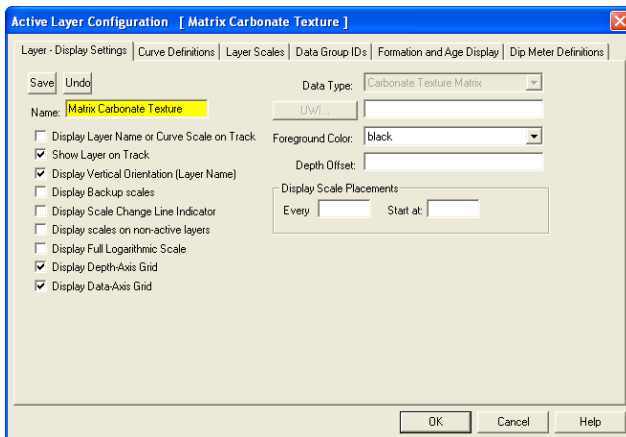 Active Layer Configuration [ Matrix Carbonate Texture ]
Layer - Display Settings Curve Definitions Layer Scales Data Group IDs Formation and Age Display Dip Meter Definitions
Save Undo
Data Type: Carbonate Texture Matrix
Name: Matrix Carbonate Texture
UWI...
Display Layer Name or Curve Scale on Track
Foreground Color: black
Show Layer on Track
Depth Offset:
Display Vertical Orientation (Layer Name)
Display Backup scales
Display Scale Placements
Display Scale Change Line Indicator
Every Start at:
Display scales on non-active layers
Display Full Logarithmic Scale
Display Depth-Axis Grid
Display Data-Axis Grid
OK Cancel Help